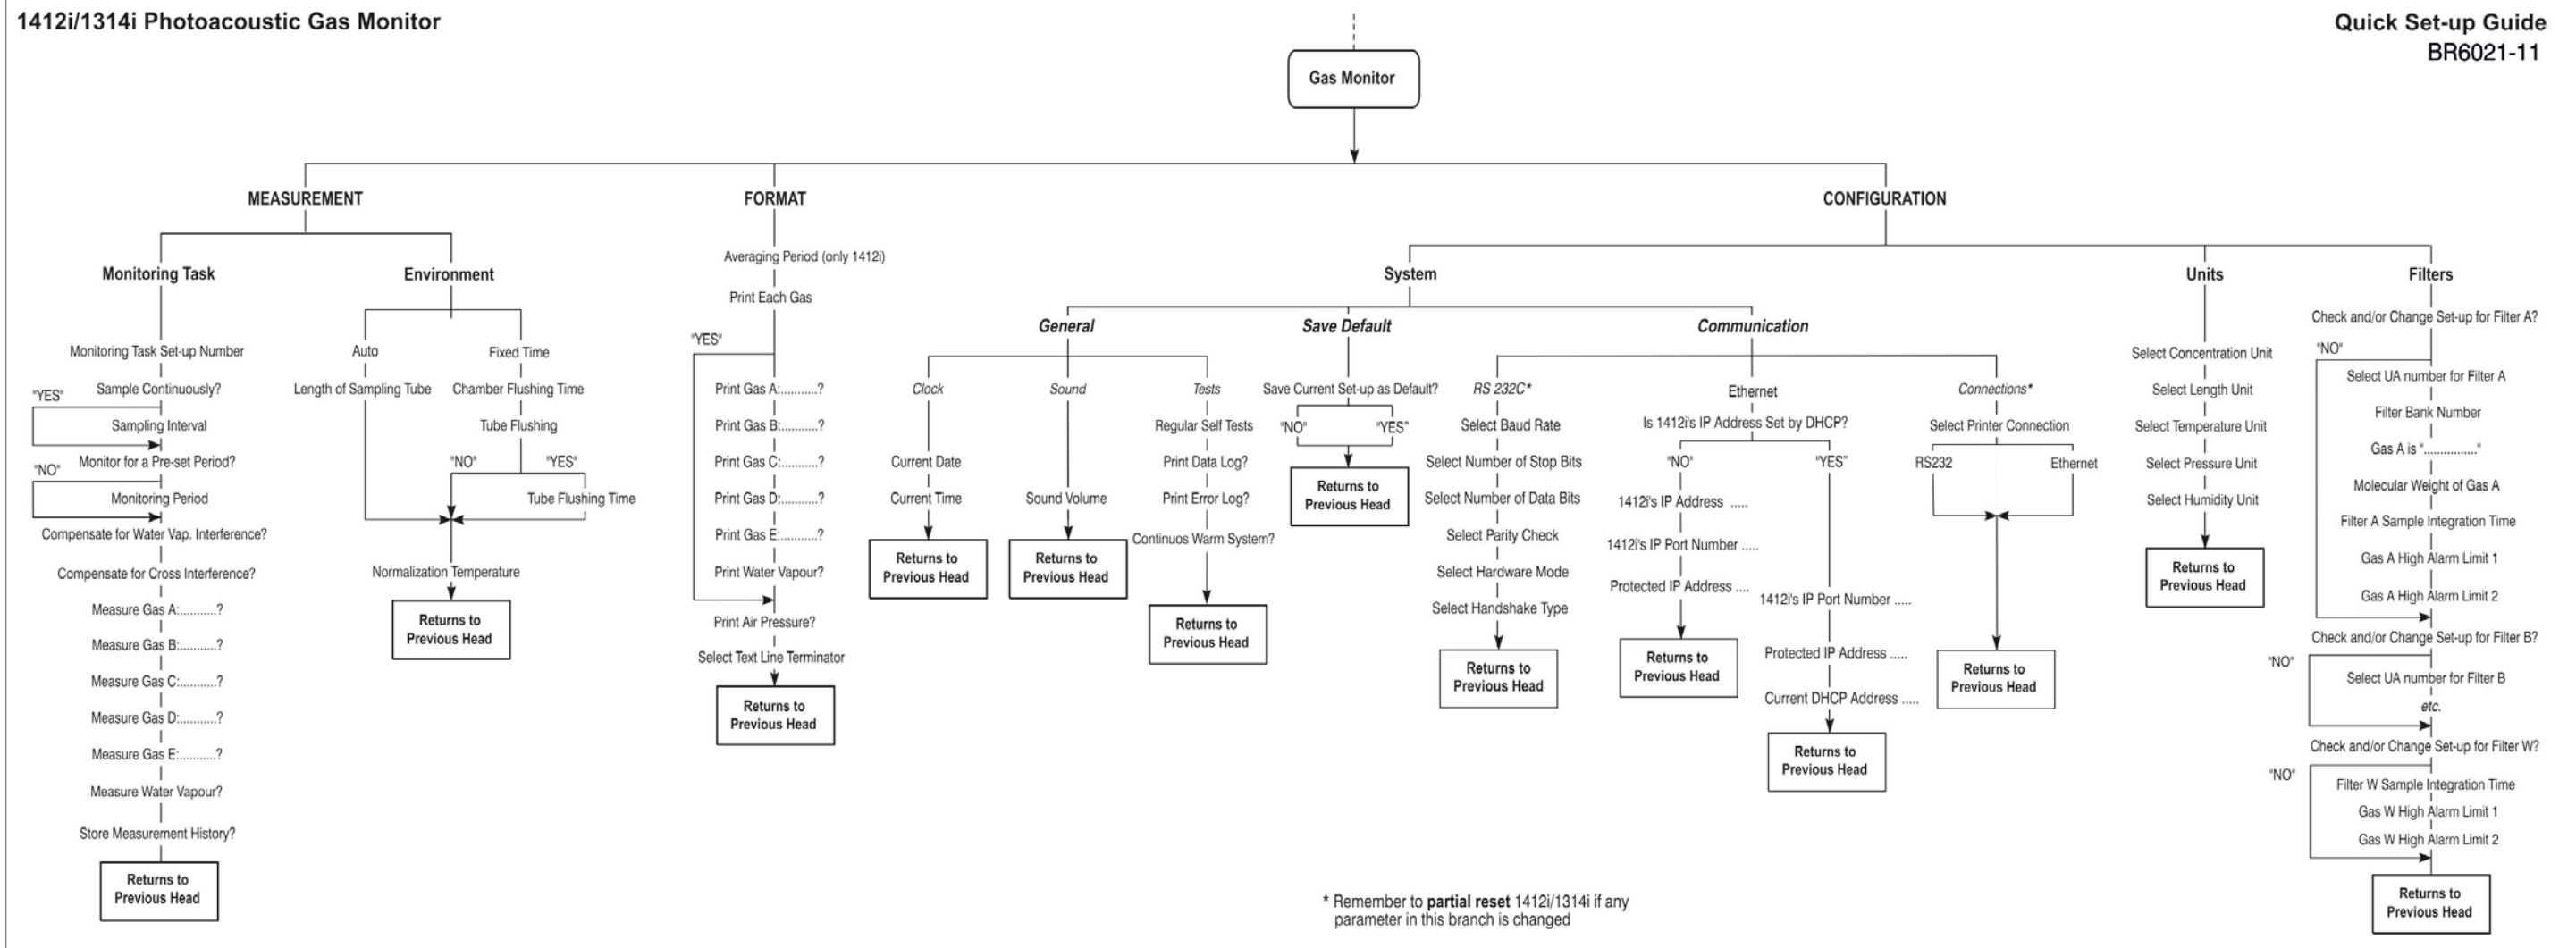 1412i/1314i Photoacoustic Gas Monitor
Quick Set-up Guide
BR6021-11
Gas Monitor
MEASUREMENT
FORMAT
CONFIGURATION
Monitoring Task
Monitoring Task Set-up Number
Sample Continuously?
"YES"
Sampling Interval
Monitor for a Pre-set Period?
"NO"
Monitoring Period
Compensate for Water Vap. Interference?
Compensate for Cross Interference?
Measure Gas A:..........?
Measure Gas B:..........?
Measure Gas C:..........?
Measure Gas D:..........?
Measure Gas E:..........?
Measure Water Vapour?
Store Measurement History?
Returns to
Previous Head
Environment
Auto
Length of Sampling Tube
Fixed Time
Chamber Flushing Time
Tube Flushing
"NO"
"YES"
Tube Flushing Time
Normalization Temperature
Returns to
Previous Head
Averaging Period (only 1412i)
Print Each Gas
"YES"
Print Gas A:..........?
Print Gas B:..........?
Print Gas C:..........?
Print Gas D:..........?
Print Gas E:..........?
Print Water Vapour?
Print Air Pressure?
Select Text Line Terminator
Returns to
Previous Head
System
General
Clock
Current Date
Current Time
Returns to
Previous Head
Sound
Sound Volume
Returns to
Previous Head
Tests
Regular Self Tests
Print Data Log?
Print Error Log?
Continuos Warm System?
Returns to
Previous Head
Save Default
Save Current Set-up as Default?
"NO"
"YES"
Returns to
Previous Head
Communication
RS 232C*
Select Baud Rate
Select Number of Stop Bits
Select Number of Data Bits
Select Parity Check
Select Hardware Mode
Select Handshake Type
Returns to
Previous Head
Ethernet
Is 1412i's IP Address Set by DHCP?
"NO"
1412i's IP Address .....
1412i's IP Port Number .....
Protected IP Address ....
Returns to
Previous Head
"YES"
1412i's IP Port Number .....
Protected IP Address .....
Current DHCP Address .....
Returns to
Previous Head
Connections*
Select Printer Connection
RS232
Ethernet
Returns to
Previous Head
Units
Select Concentration Unit
Select Length Unit
Select Temperature Unit
Select Pressure Unit
Select Humidity Unit
Returns to
Previous Head
Filters
Check and/or Change Set-up for Filter A?
"NO"
Select UA number for Filter A
Filter Bank Number
Gas A is "................"
Molecular Weight of Gas A
Filter A Sample Integration Time
Gas A High Alarm Limit 1
Gas A High Alarm Limit 2
Check and/or Change Set-up for Filter B?
"NO"
Select UA number for Filter B
etc.
Check and/or Change Set-up for Filter W?
"NO"
Filter W Sample Integration Time
Gas W High Alarm Limit 1
Gas W High Alarm Limit 2
Returns to
Previous Head
* Remember to partial reset 1412i/1314i if any
parameter in this branch is changed